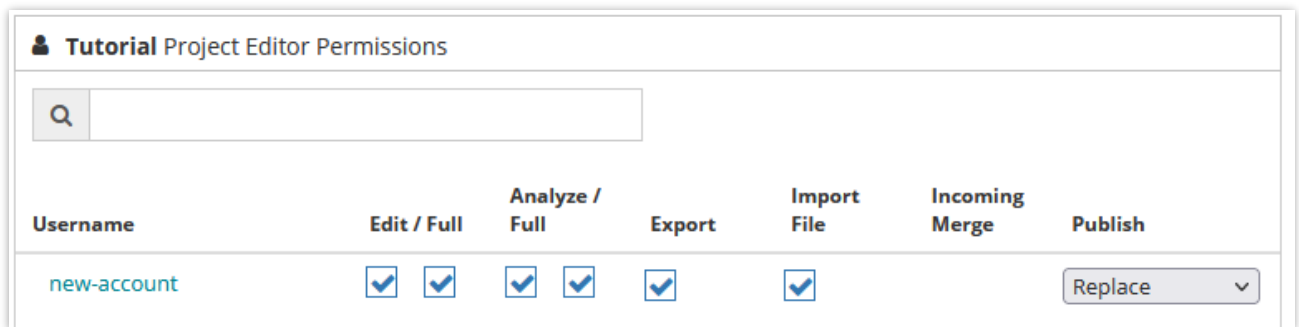 Tutorial Project Editor Permissions
Analyze / Import Incoming
Username Edit / Full Full Export File Merge Publish
new-account Replace